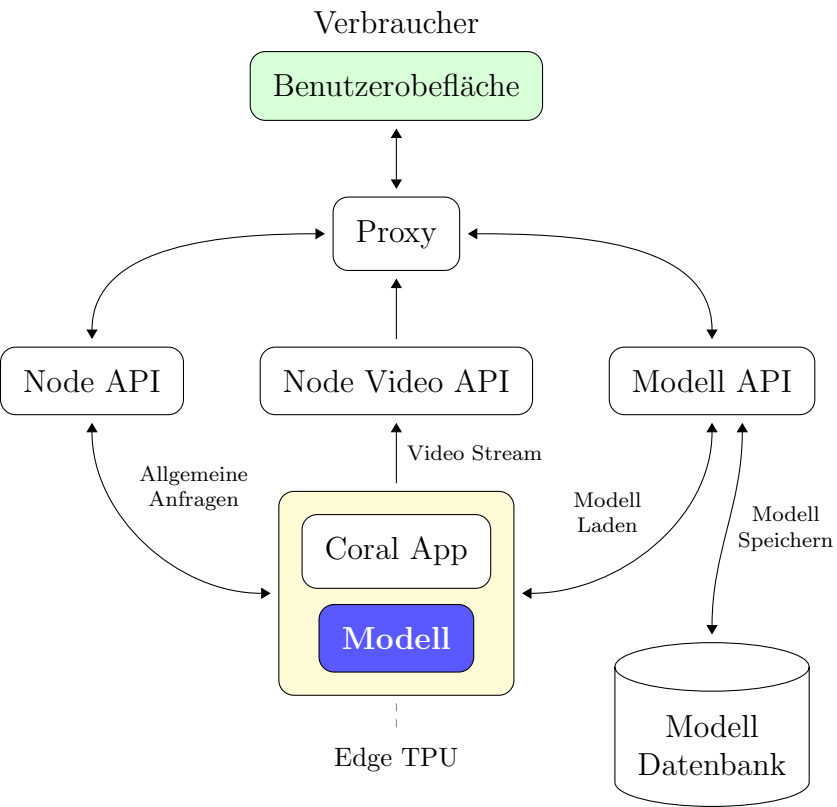 Verbraucher
Benutzerobefläche
Proxy
Node API
Node Video API
Modell API
Allgemeine
Anfragen
Video Stream
Modell
Laden
Modell
Speichern
Coral App
Modell
Edge TPU
Modell
Datenbank